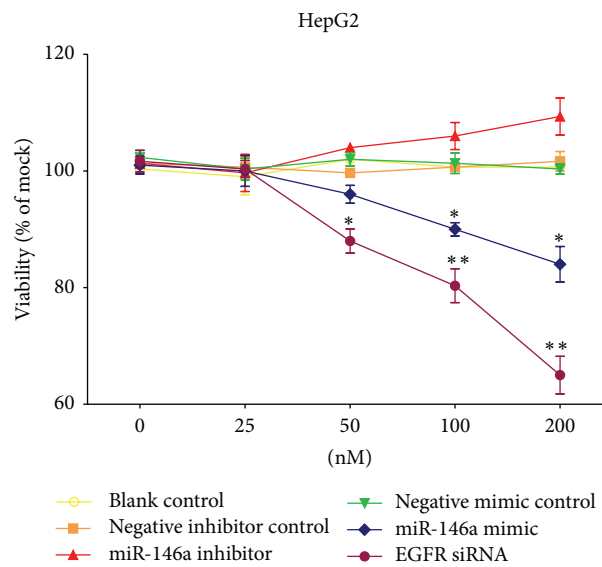 HepG2
120
100
80
60
Viability (% of mock)
*
*
**
*
**
0 25 50 100 200
(nM)
Blank control
Negative inhibitor control
miR-146a inhibitor
Negative mimic control
miR-146a mimic
EGFR siRNA